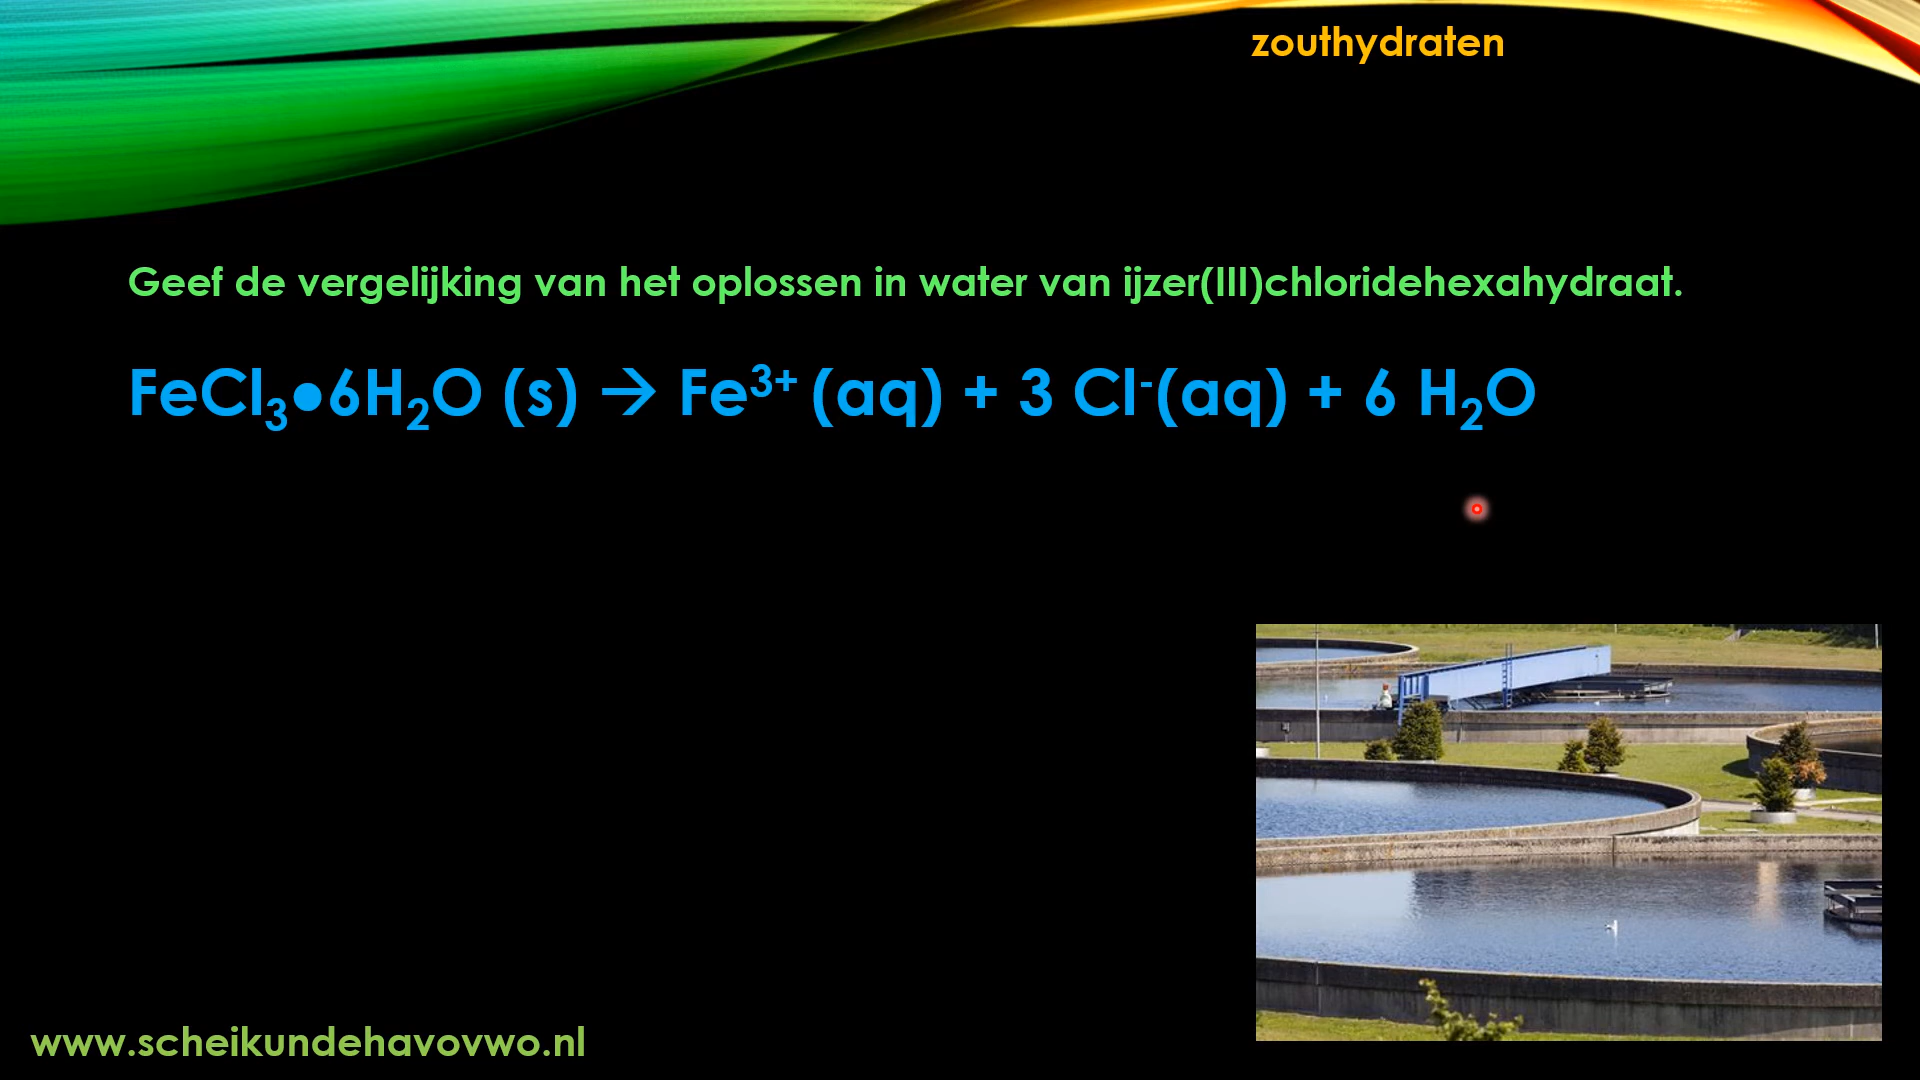 zouthydraten
Geef de vergelijking van het oplossen in water van ijzer(III)chloridehexahydraat.
FeCl₃●6H₂O (s) → Fe³⁺ (aq) + 3 Cl⁻(aq) + 6 H₂O
www.scheikundehavovwo.nl